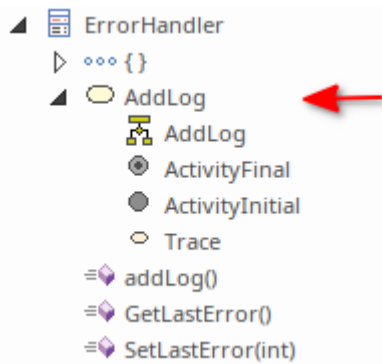 ErrorHandler
{ }
AddLog
AddLog
ActivityFinal
ActivityInitial
Trace
addLog()
GetLastError()
SetLastError(int)